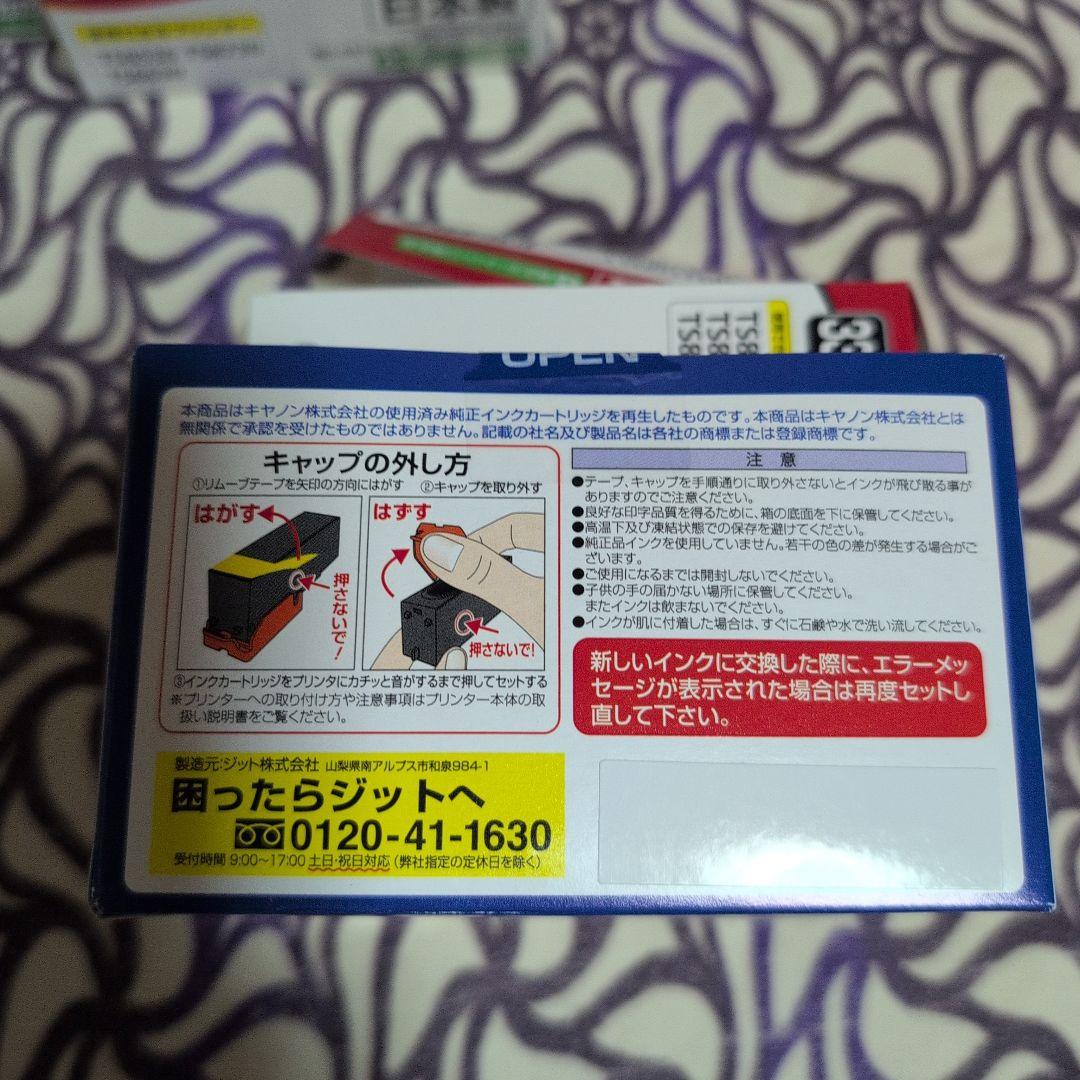 日本製
TS8
TS8
TS8
OPEN
本商品はキヤノン株式会社の使用済み純正インクカートリッジを再生したものです。本商品はキヤノン株式会社とは
無関係で承認を受けたものではありません。記載の社名及び製品名は各社の商標または登録商標です。
キャップの外し方
①リムーブテープを矢印の方向にはがす ②キャップを取り外す
はがす
押さないで!
はずす
押さないで!
③インクカートリッジをプリンタにカチッと音がするまで押してセットする
※プリンターへの取り付け方や注意事項はプリンター本体の取
扱い説明書をご覧ください。
注 意
●テープ、キャップを手順通りに取り外さないとインクが飛び散る事が
ありますのでご注意ください。
●良好な印字品質を得るために、箱の底面を下に保管してください。
●高温下及び凍結状態での保存を避けてください。
●純正品インクを使用していません。若干の色の差が発生する場合がご
ざいます。
●ご使用になるまでは開封しないでください。
●子供の手の届かない場所に保管してください。
またインクは飲まないでください。
●インクが肌に付着した場合は、すぐに石鹸や水で洗い流してください。
新しいインクに交換した際に、エラーメッ
セージが表示された場合は再度セットし
直して下さい。
製造元:ジット株式会社 山梨県南アルプス市和泉984-1
困ったらジットへ
0120-41-1630
受付時間 9:00〜17:00 土日・祝日対応(弊社指定の定休日を除く)